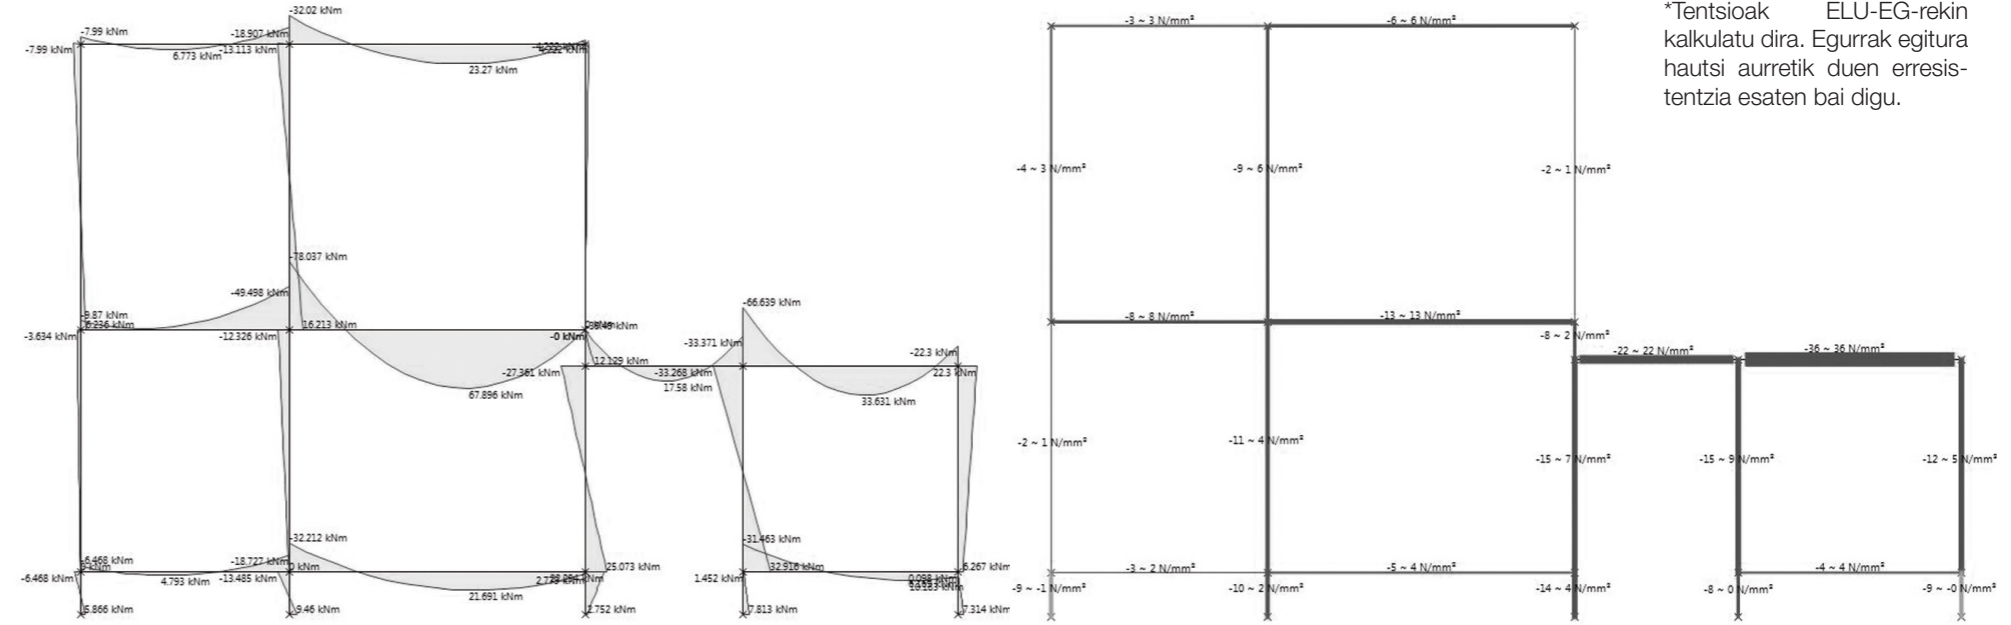 -32.02 kNm
-7.99 kNm
-18.907 kNm
-7.99 kNm
-13.113 kNm
6.773 kNm
23.27 kNm
-78.037 kNm
-49.498 kNm
-9.87 kNm
16.213 kNm
-3.634 kNm
-12.326 kNm
-0 kNm
-66.639 kNm
-33.371 kNm
-22.3 kNm
12.129 kNm
-27.361 kNm
-33.268 kNm
22.3 kNm
17.58 kNm
67.896 kNm
33.631 kNm
-32.212 kNm
-31.463 kNm
-6.468 kNm
-18.727 kNm
0 kNm
25.073 kNm
32.916 kNm
6.267 kNm
-6.468 kNm
4.793 kNm
-13.485 kNm
1.452 kNm
21.691 kNm
5.866 kNm
9.46 kNm
2.752 kNm
7.813 kNm
7.314 kNm
-3 ~ 3 N/mm²
-6 ~ 6 N/mm²
-4 ~ 3 N/mm²
-9 ~ 6 N/mm²
-2 ~ 1 N/mm²
-8 ~ 8 N/mm²
-13 ~ 13 N/mm²
-8 ~ 2 N/mm²
-22 ~ 22 N/mm²
-36 ~ 36 N/mm²
-2 ~ 1 N/mm²
-11 ~ 4 N/mm²
-15 ~ 7 N/mm²
-15 ~ 9 N/mm²
-12 ~ 5 N/mm²
-3 ~ 2 N/mm²
-5 ~ 4 N/mm²
-4 ~ 4 N/mm²
-9 ~ -1 N/mm²
-10 ~ 2 N/mm²
-14 ~ 4 N/mm²
-8 ~ 0 N/mm²
-9 ~ -0 N/mm²
*Tentsioak ELU-EG-rekin
kalkulatu dira. Egurrak egitura
hautsi aurretik duen erresis-
tentzia esaten bai digu.